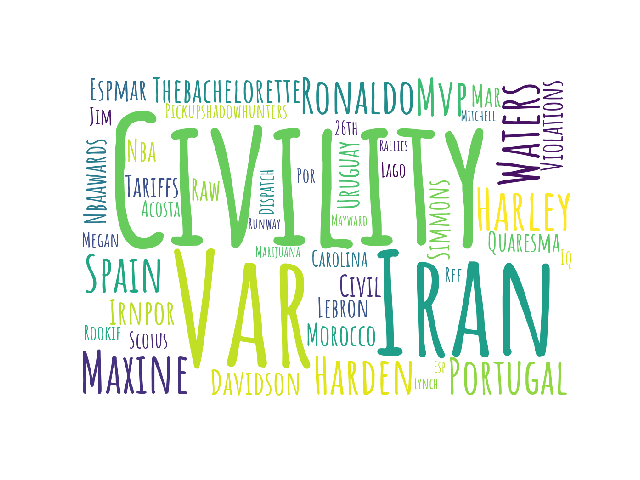 Espmar Thebachelorette Ronaldo Mvp Mar Waters Violations
Jim Pickupshadowhunters Mitchell
Civility
Nbaawards Nba 26th Uruguay Rallies
Tariffs Raw Dispatch Por Lago Simmons Harley
Acosta Runway Mayward
Megan Marijuana Quaresma
Spain Var Carolina Iran Iq
Civil Ref
Irnpor Lebron
Rookie Scotus Morocco
Maxine Davidson Harden Lynch Esp Portugal